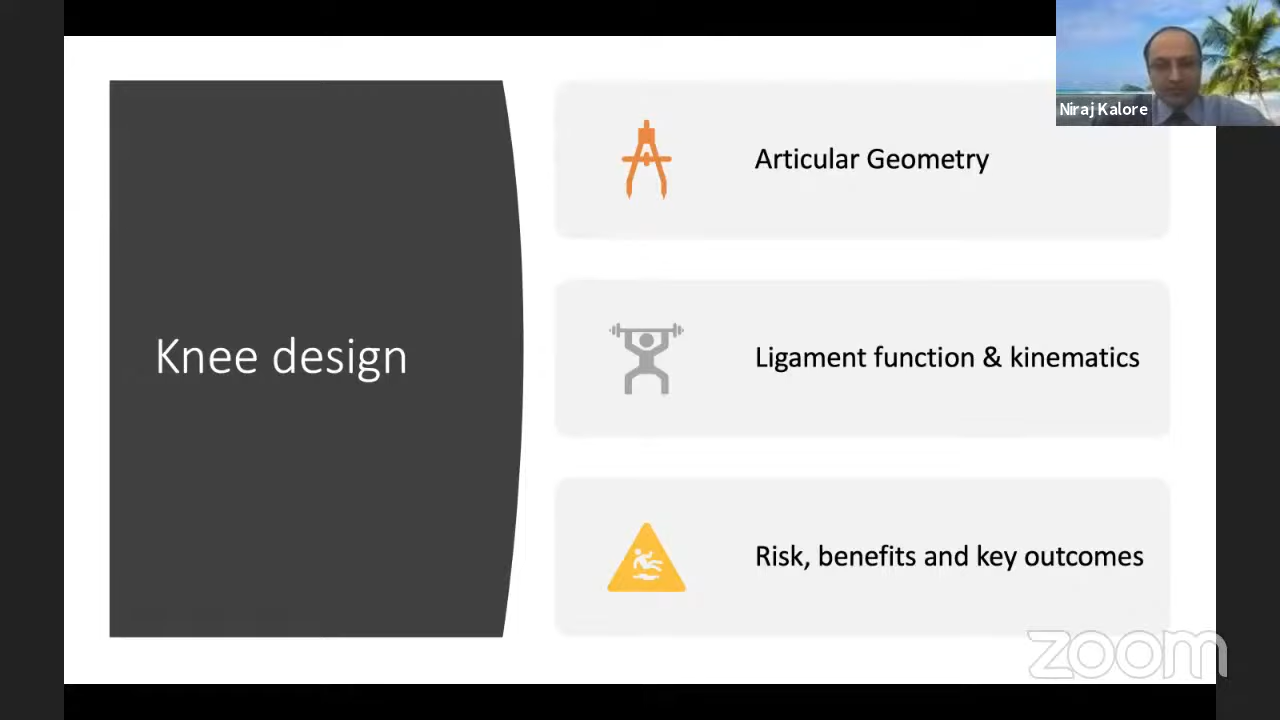 Niraj Kalore
Knee design
Articular Geometry
Ligament function & kinematics
Risk, benefits and key outcomes
zoom